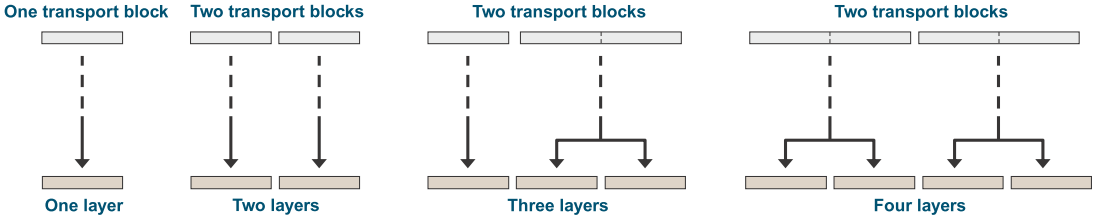 One transport block
Two transport blocks
Two transport blocks
Two transport blocks
One layer
Two layers
Three layers
Four layers